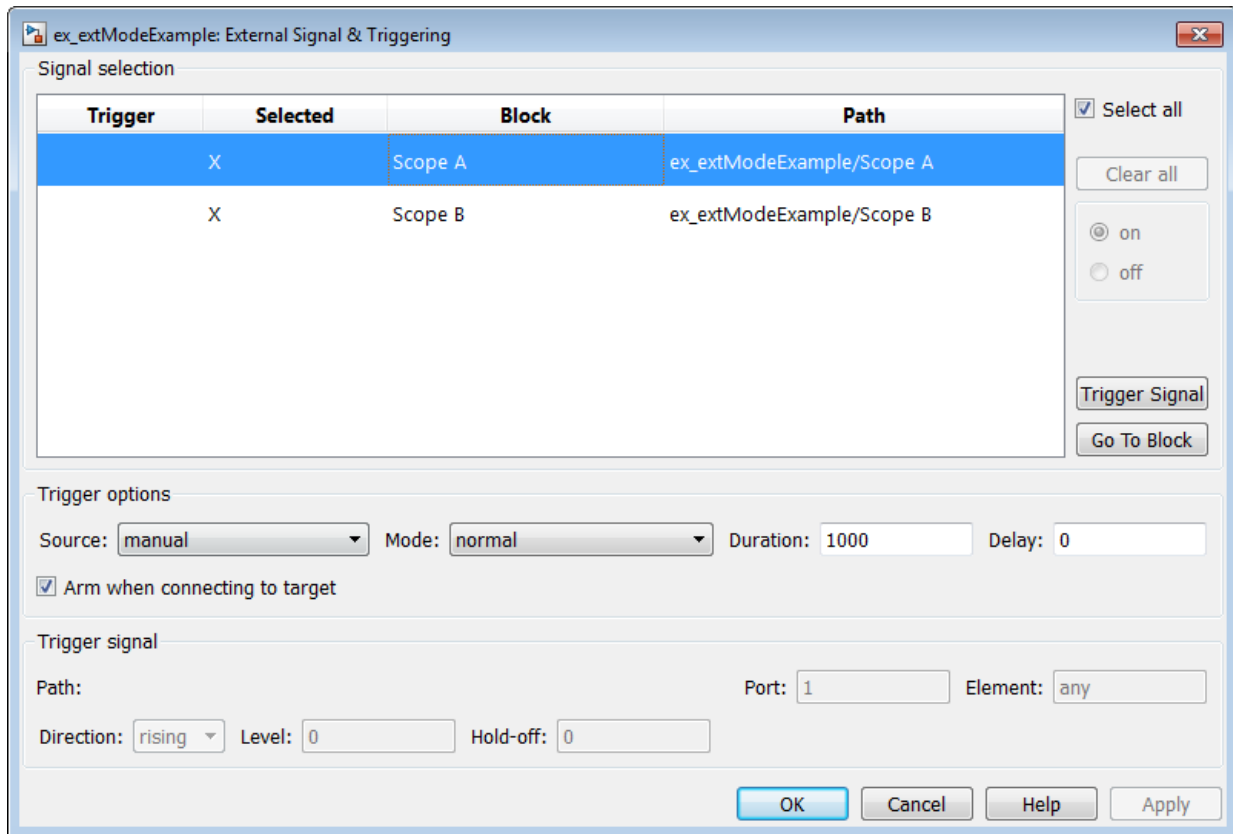 ex_extModeExample: External Signal & Triggering
Signal selection
Trigger Selected Block Path
Select all
X Scope A ex_extModeExample/Scope A
Clear all
X Scope B ex_extModeExample/Scope B
on
off
Trigger Signal
Go To Block
Trigger options
Source: manual Mode: normal Duration: 1000 Delay: 0
Arm when connecting to target
Trigger signal
Path: Port: 1 Element: any
Direction: rising Level: 0 Hold-off: 0
OK Cancel Help Apply